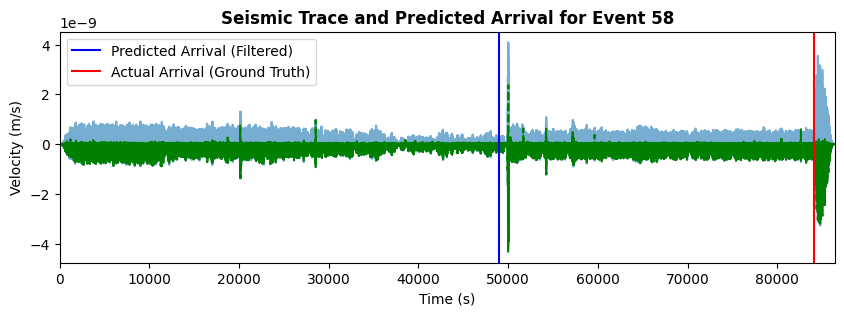 Seismic Trace and Predicted Arrival for Event 58
1e−9
Predicted Arrival (Filtered)
Actual Arrival (Ground Truth)
4
2
0
−2
−4
Velocity (m/s)
0 10000 20000 30000 40000 50000 60000 70000 80000
Time (s)